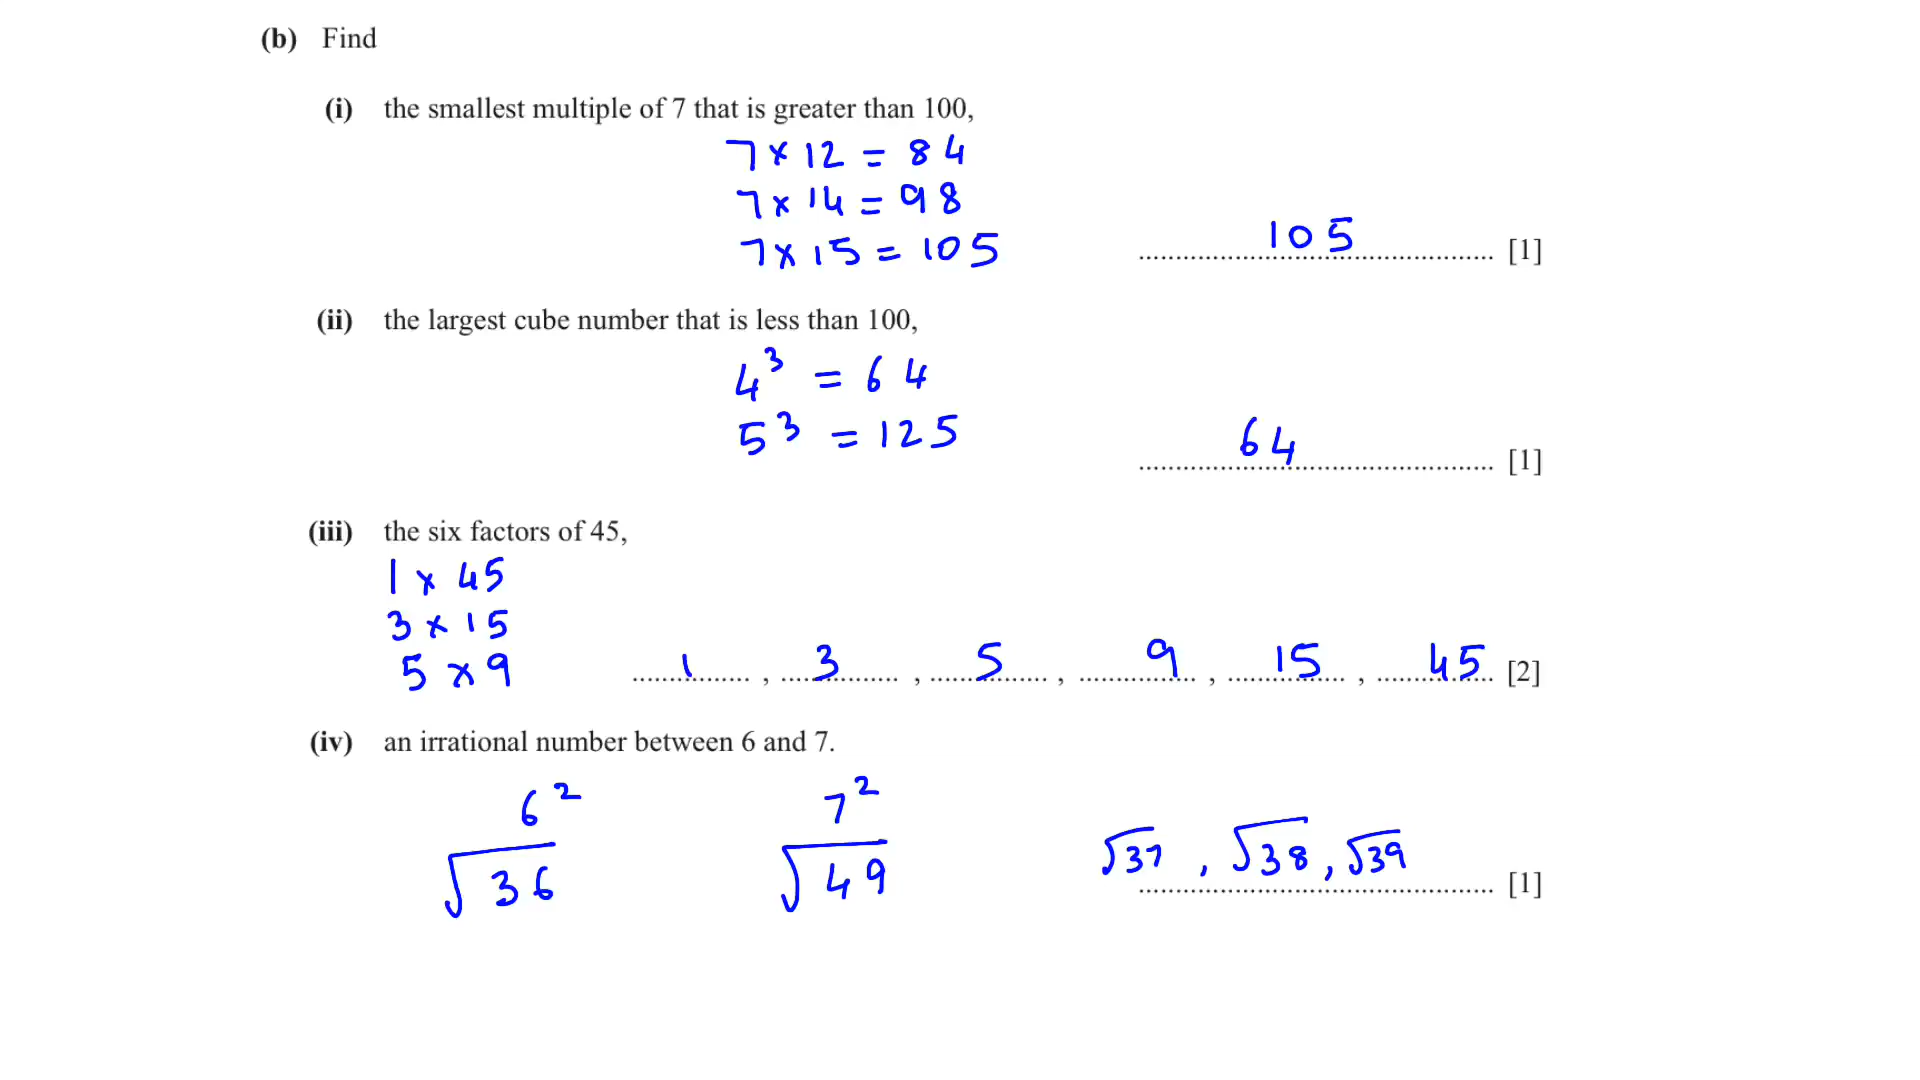 (b) Find
(i) the smallest multiple of 7 that is greater than 100,
7 × 12 = 84
7 × 14 = 98
7 × 15 = 105
105
.................................................. [1]
(ii) the largest cube number that is less than 100,
4³ = 64
5³ = 125
64
.................................................. [1]
(iii) the six factors of 45,
1 × 45
3 × 15
5 × 9
1 , 3 , 5 , 9 , 15 , 45 [2]
(iv) an irrational number between 6 and 7.
6² 7²
√36 √49 √37 , √38 , √39
.................................................. [1]